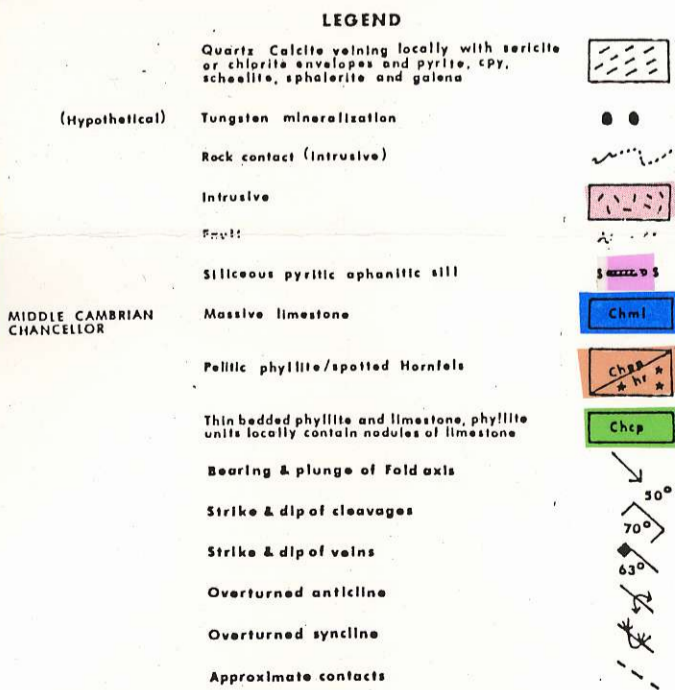 LEGEND
Quartz Calcite veining locally with sericite
or chlorite envelopes and pyrite, cpy,
scheelite, sphalerite and galena
(Hypothetical) Tungsten mineralization
Rock contact (Intrusive)
Intrusive
Fault
Siliceous pyritic aphanitic sill S S
MIDDLE CAMBRIAN
CHANCELLOR
Massive limestone Chml
Pelitic phyllite/spotted Hornfels hr
Thin bedded phyllite and limestone, phyllite
units locally contain nodules of limestone
Chcp
Bearing & plunge of Fold axis 50°
Strike & dip of cleavages 70°
Strike & dip of veins 63°
Overturned anticline
Overturned syncline
Approximate contacts